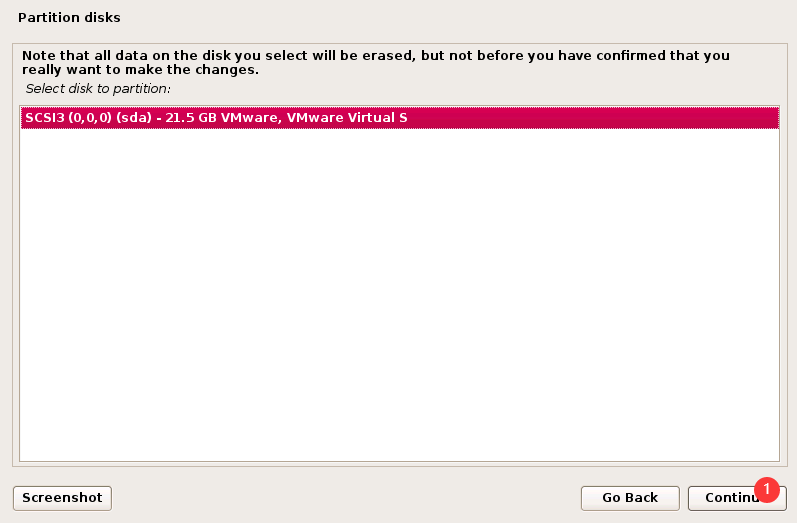 Partition disks
Note that all data on the disk you select will be erased, but not before you have confirmed that you
really want to make the changes.
Select disk to partition:
SCSI3 (0,0,0) (sda) - 21.5 GB VMware, VMware Virtual S
Screenshot
Go Back
Continu
1